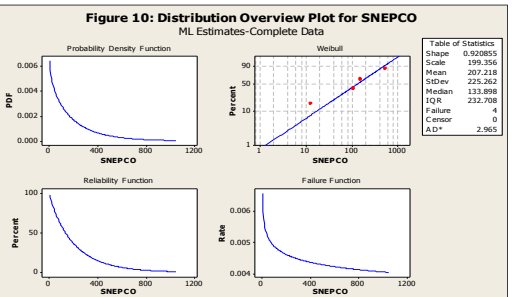 Figure 10: Distribution Overview Plot for SNEPCO
ML Estimates-Complete Data
Probability Density Function
PDF
0.006
0.004
0.002
0.000
0 400 800 1200
SNEPCO
Weibull
Percent
90
50
10
1
1 10 100 1000
SNEPCO
Table of Statistics
Shape 0.920855
Scale 199.356
Mean 207.218
StDev 225.262
Median 133.898
IQR 232.708
Failure 4
Censor 0
AD* 2.965
Reliability Function
Percent
100
50
0
0 400 800 1200
SNEPCO
Failure Function
Rate
0.006
0.005
0.004
0 400 800 1200
SNEPCO